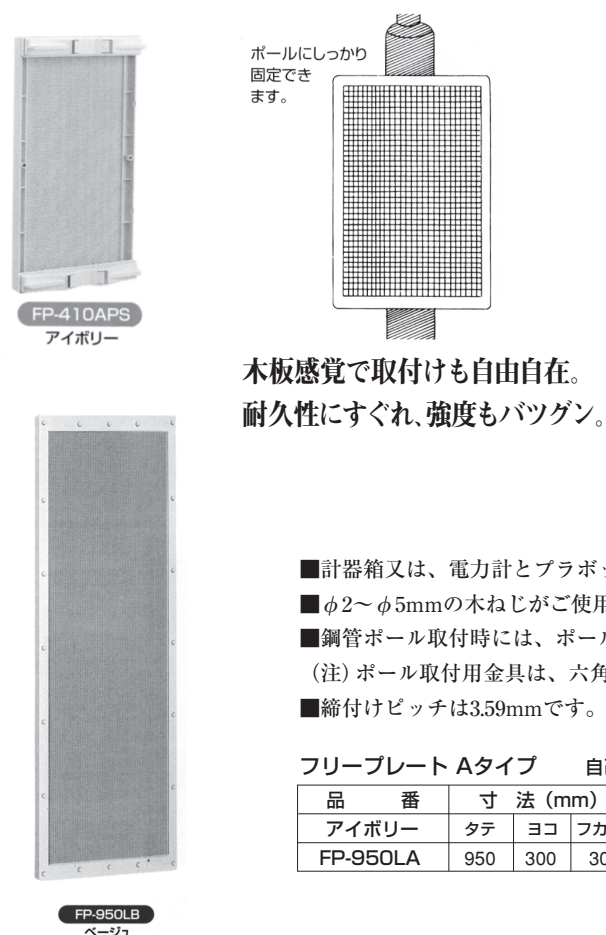 ポールにしっかり
固定でき
ます。
FP-410APS
アイボリー
木板感覚で取付けも自由自在。
耐久性にすぐれ、強度もバツグン。
■計器箱又は、電力計とプラボッ
■φ2～φ5mmの木ねじがご使用
■鋼管ポール取付時には、ポール
（注）ポール取付用金具は、六角
■締付けピッチは3.59mmです。
フリープレート Aタイプ 自
品番 寸法（mm）
アイボリー タテ ヨコ フカ
FP-950LA 950 300 30
FP-950LB
ベージュ